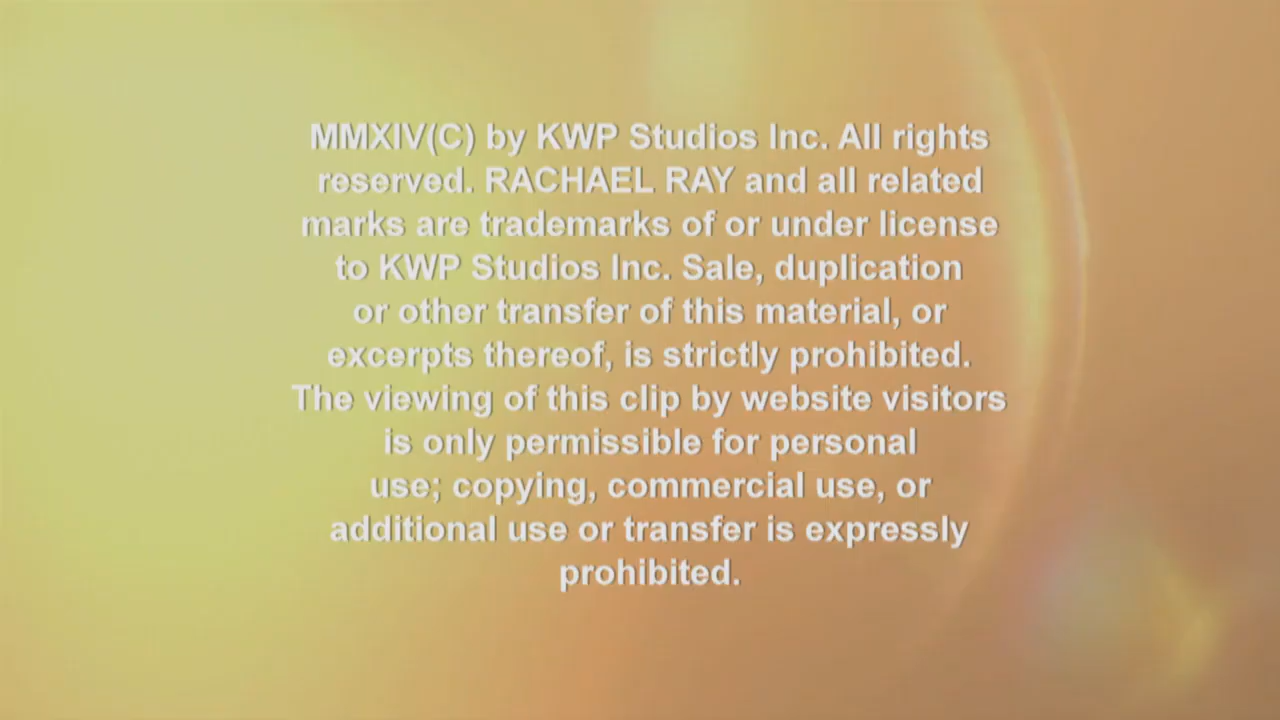 MMXIV(C) by KWP Studios Inc. All rights
reserved. RACHAEL RAY and all related
marks are trademarks of or under license
to KWP Studios Inc. Sale, duplication
or other transfer of this material, or
excerpts thereof, is strictly prohibited.
The viewing of this clip by website visitors
is only permissible for personal
use; copying, commercial use, or
additional use or transfer is expressly
prohibited.